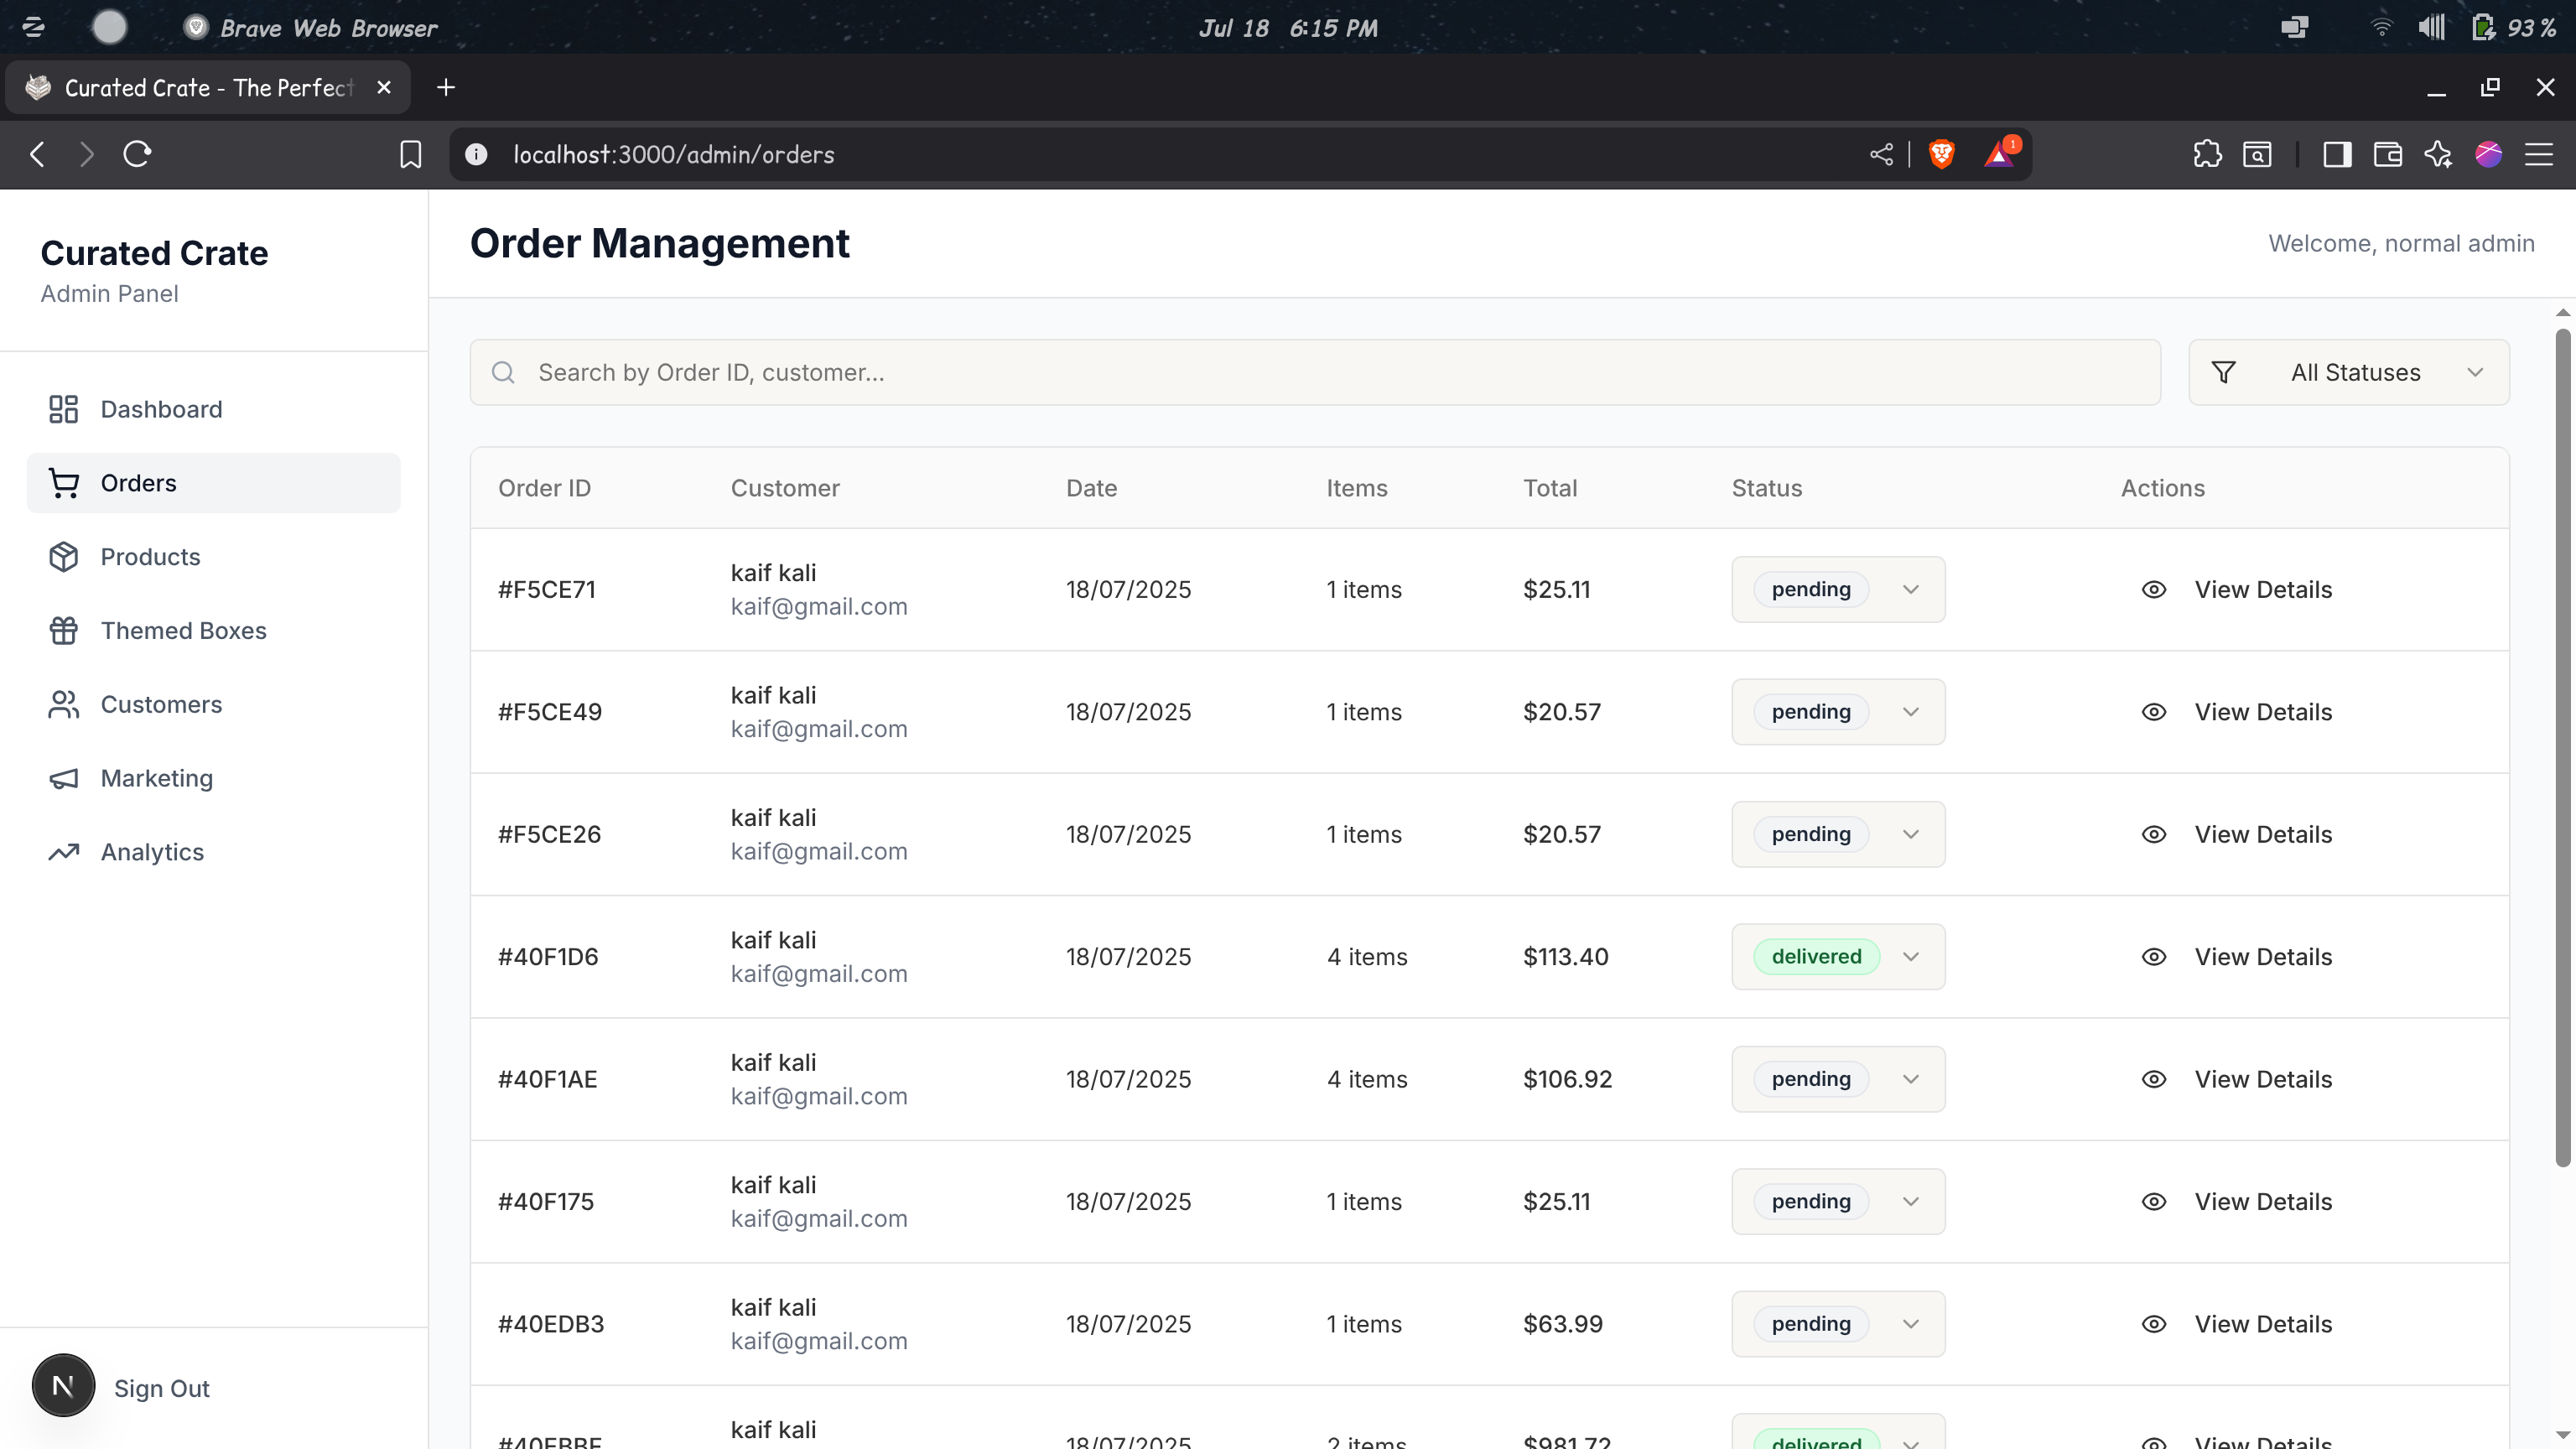 Brave Web Browser
Jul 18 6:15 PM
93 %
Curated Crate - The Perfect
localhost:3000/admin/orders
1
Curated Crate
Admin Panel
Order Management
Welcome, normal admin
Dashboard
Orders
Products
Themed Boxes
Customers
Marketing
Analytics
N
Sign Out
Search by Order ID, customer...
All Statuses
Order ID Customer Date Items Total Status Actions
#F5CE71 kaif kali 18/07/2025 1 items $25.11 pending View Details
kaif@gmail.com
#F5CE49 kaif kali 18/07/2025 1 items $20.57 pending View Details
kaif@gmail.com
#F5CE26 kaif kali 18/07/2025 1 items $20.57 pending View Details
kaif@gmail.com
#40F1D6 kaif kali 18/07/2025 4 items $113.40 delivered View Details
kaif@gmail.com
#40F1AE kaif kali 18/07/2025 4 items $106.92 pending View Details
kaif@gmail.com
#40F175 kaif kali 18/07/2025 1 items $25.11 pending View Details
kaif@gmail.com
#40EDB3 kaif kali 18/07/2025 1 items $63.99 pending View Details
kaif@gmail.com
kaif kali 18/07/2025 2 items $981.72 delivered View Details